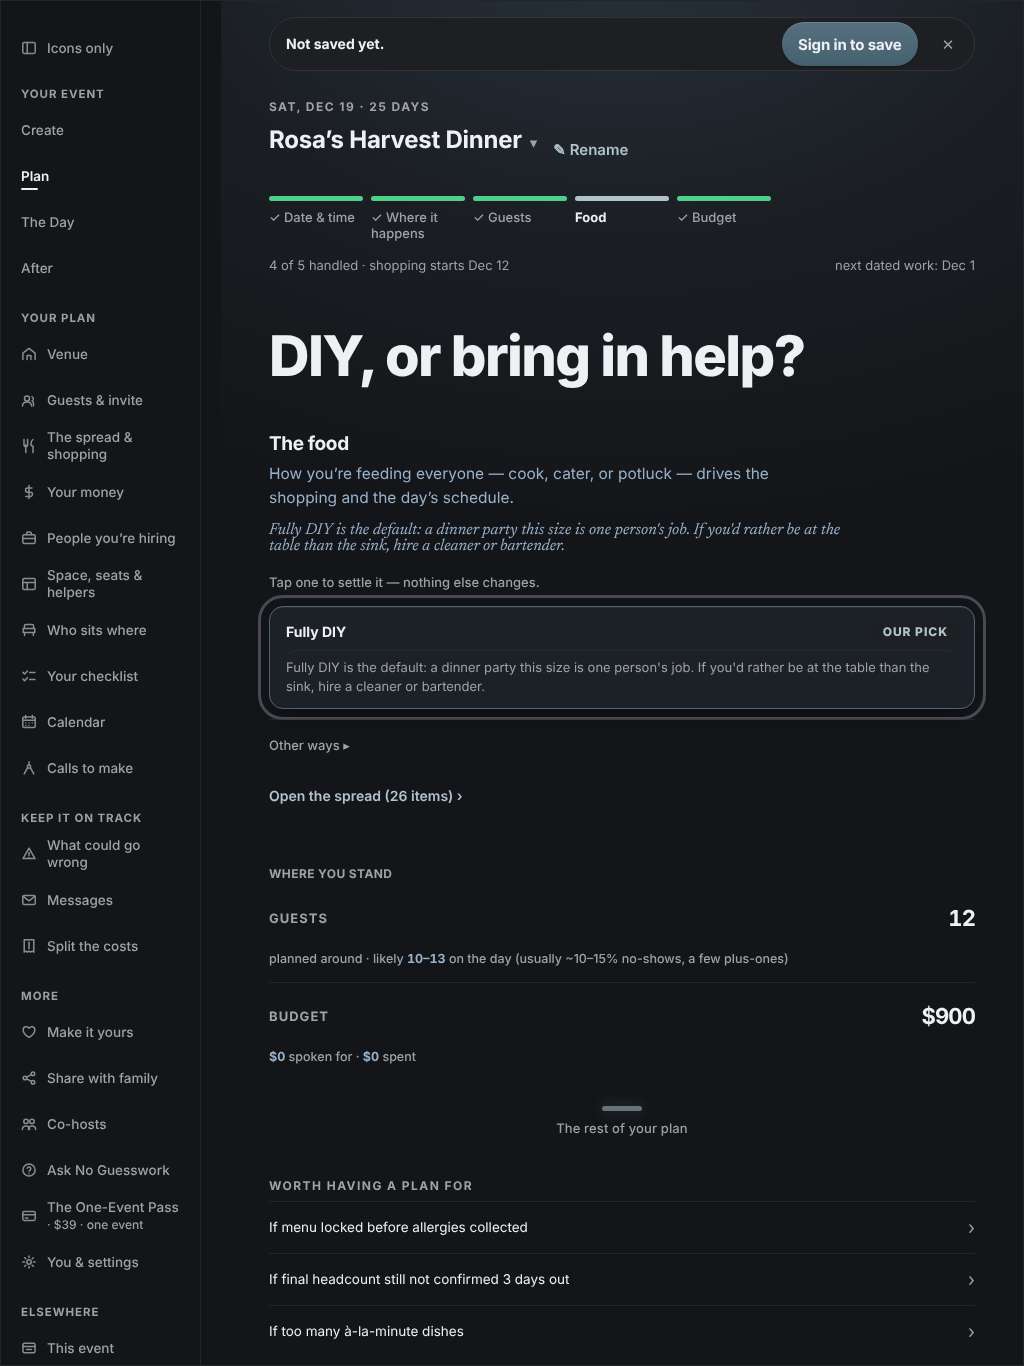 Icons only
YOUR EVENT
Create
Plan
The Day
After
YOUR PLAN
Venue
Guests & invite
The spread &
shopping
Your money
People you’re hiring
Space, seats &
helpers
Who sits where
Your checklist
Calendar
Calls to make
KEEP IT ON TRACK
What could go
wrong
Messages
Split the costs
MORE
Make it yours
Share with family
Co-hosts
Ask No Guesswork
The One-Event Pass
· $39 · one event
You & settings
ELSEWHERE
This event
Not saved yet.
Sign in to save ×
SAT, DEC 19 · 25 DAYS
Rosa’s Harvest Dinner ▾ ✎ Rename
✓ Date & time
✓ Where it
happens
✓ Guests
Food
✓ Budget
4 of 5 handled · shopping starts Dec 12
next dated work: Dec 1
DIY, or bring in help?
The food
How you’re feeding everyone — cook, cater, or potluck — drives the
shopping and the day’s schedule.
Fully DIY is the default: a dinner party this size is one person's job. If you'd rather be at the
table than the sink, hire a cleaner or bartender.
Tap one to settle it — nothing else changes.
Fully DIY
OUR PICK
Fully DIY is the default: a dinner party this size is one person's job. If you'd rather be at the table than the
sink, hire a cleaner or bartender.
Other ways ▸
Open the spread (26 items) ›
WHERE YOU STAND
GUESTS
12
planned around · likely 10–13 on the day (usually ~10–15% no-shows, a few plus-ones)
BUDGET
$900
$0 spoken for · $0 spent
The rest of your plan
WORTH HAVING A PLAN FOR
If menu locked before allergies collected ›
If final headcount still not confirmed 3 days out ›
If too many à-la-minute dishes ›